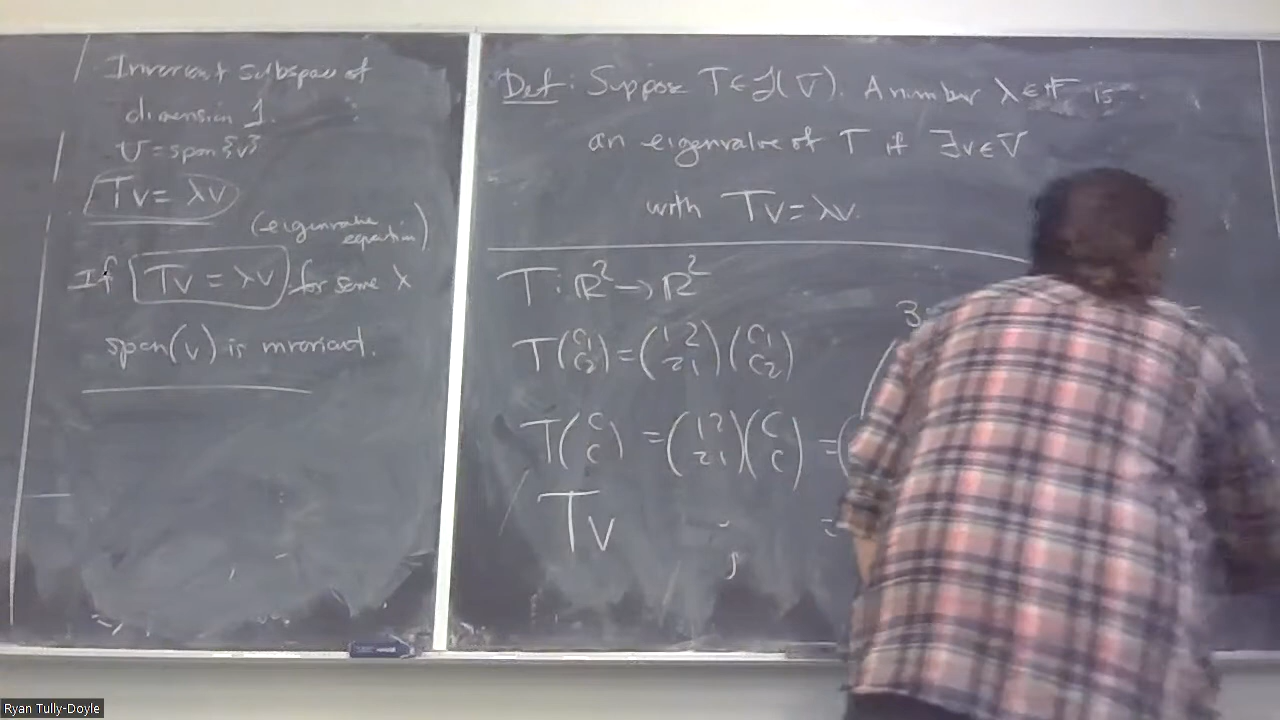 Invariant subspace of
dimension 1.
U = span{v}
Tv = λv
(eigenvalue
equation)
If Tv = λv for some λ
span(v) is invariant.
Def: Suppose T ∈ L(V). A number λ ∈ F is
an eigenvalue of T if ∃v ∈ V
with Tv = λv.
T: R² → R²
T(c₁ c₂) = (1 2 2 1)(c₁ c₂)
3
T(c c) = (1 2 2 1)(c c) = (
Tv =
Ryan Tully-Doyle